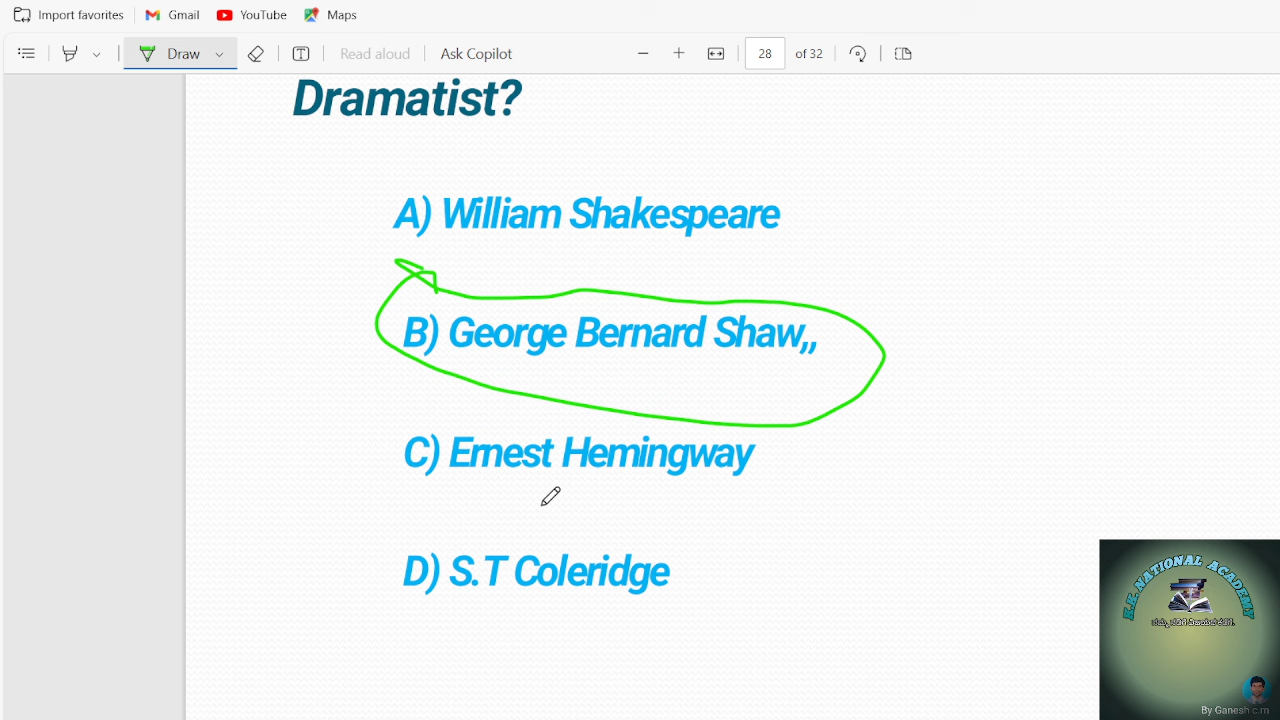 Import favorites Gmail YouTube Maps
Draw Read aloud Ask Copilot 28 of 32
Dramatist?
A) William Shakespeare
B) George Bernard Shaw,,
C) Ernest Hemingway
D) S.T Coleridge
K.K. NATIONAL ACADEMY
By Ganesh c.m